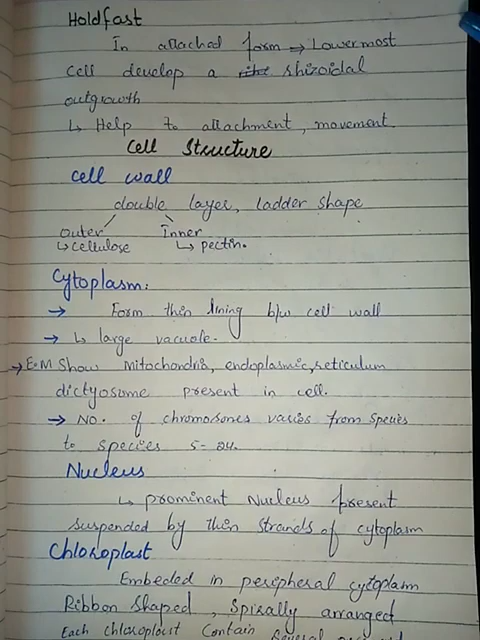 Holdfast
In attached form → Lowermost
cell develop a rhizoidal
outgrowth
↳ Help to attachment, movement
Cell Structure
Cell wall
double layer, ladder shape
outer Inner
↳ cellulose ↳ pectin.
Cytoplasm:
→ Form thin lining b/w cell wall
→ ↳ large vacuole.
→ E.M Show Mitochondria, endoplasmic, reticulum
dictyosome present in cell.
→ NO. of chromosones varies from species
to species 5-24.
Nucleus
↳ prominent Nucleus present
suspended by thin strands of cytoplasm
Chloroplast
Embeded in peripheral cytoplasm
Ribbon Shaped, Spirally arranged
Each chloroplast Contain Several